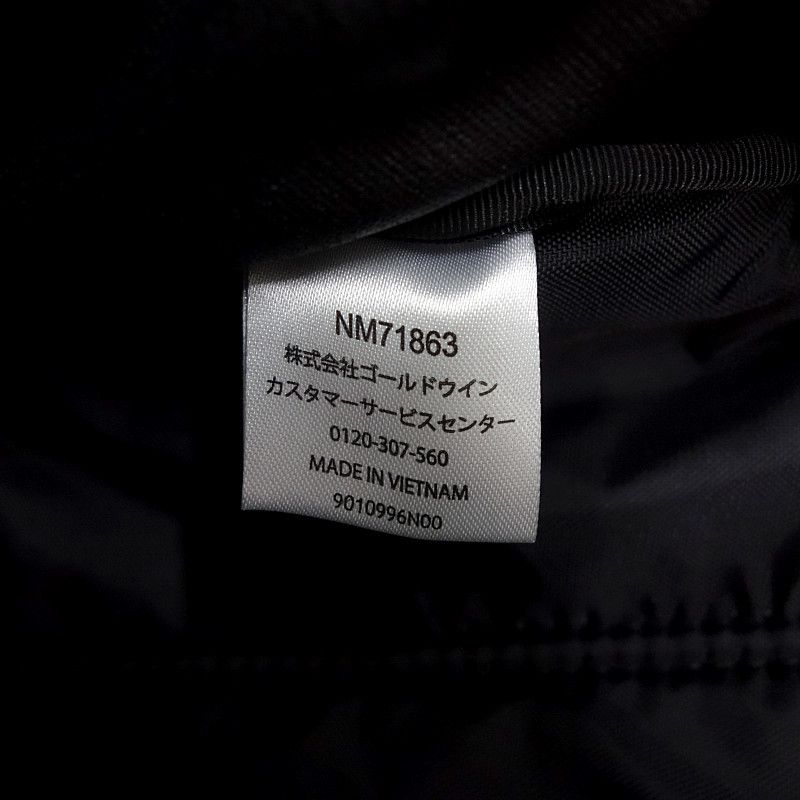 NM71863
株式会社ゴールドウイン
カスタマーサービスセンター
0120-307-560
MADE IN VIETNAM
9010996N00